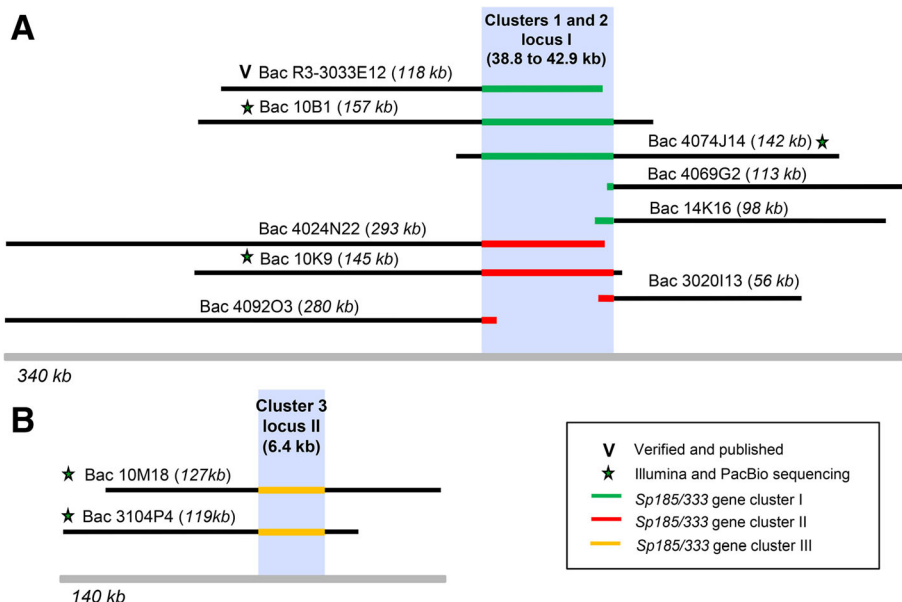 A
Clusters 1 and 2
locus I
(38.8 to 42.9 kb)
V Bac R3-3033E12 (118 kb)
Bac 10B1 (157 kb)
Bac 4074J14 (142 kb)
Bac 4069G2 (113 kb)
Bac 14K16 (98 kb)
Bac 4024N22 (293 kb)
Bac 10K9 (145 kb)
Bac 3020I13 (56 kb)
Bac 4092O3 (280 kb)
340 kb
B
Cluster 3
locus II
(6.4 kb)
Bac 10M18 (127kb)
Bac 3104P4 (119kb)
140 kb
V Verified and published
Illumina and PacBio sequencing
Sp185/333 gene cluster I
Sp185/333 gene cluster II
Sp185/333 gene cluster III